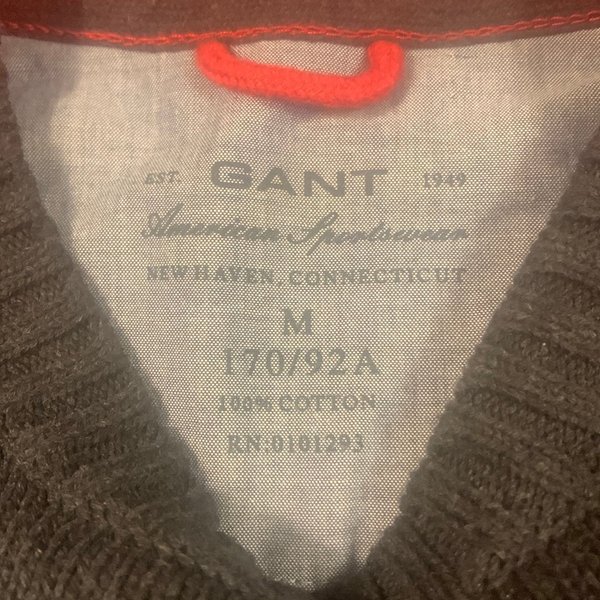 EST. GANT 1949
American Sportswear
NEW HAVEN, CONNECTICUT
M
170/92A
100% COTTON
RN:0101293